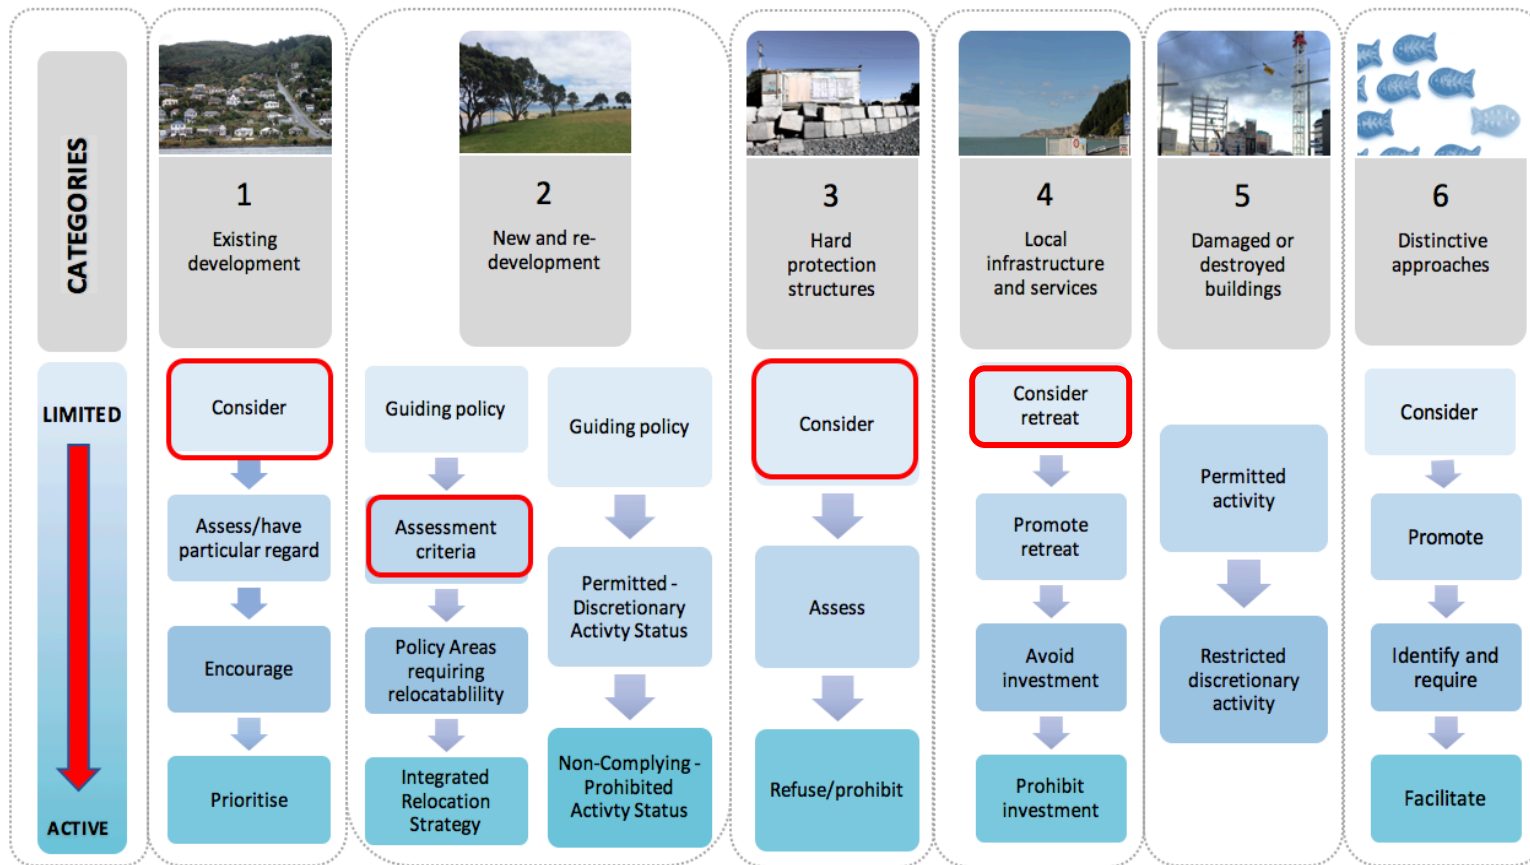 CATEGORIES
1
Existing
development
2
New and re-
development
3
Hard
protection
structures
4
Local
infrastructure
and services
5
Damaged or
destroyed
buildings
6
Distinctive
approaches
LIMITED
ACTIVE
Consider
Assess/have
particular regard
Encourage
Prioritise
Guiding policy
Assessment
criteria
Policy Areas
requiring
relocatablility
Integrated
Relocation
Strategy
Guiding policy
Permitted -
Discretionary
Activty Status
Non-Complying -
Prohibited
Activty Status
Consider
Assess
Refuse/prohibit
Consider
retreat
Promote
retreat
Avoid
investment
Prohibit
investment
Permitted
activity
Restricted
discretionary
activity
Consider
Promote
Identify and
require
Facilitate